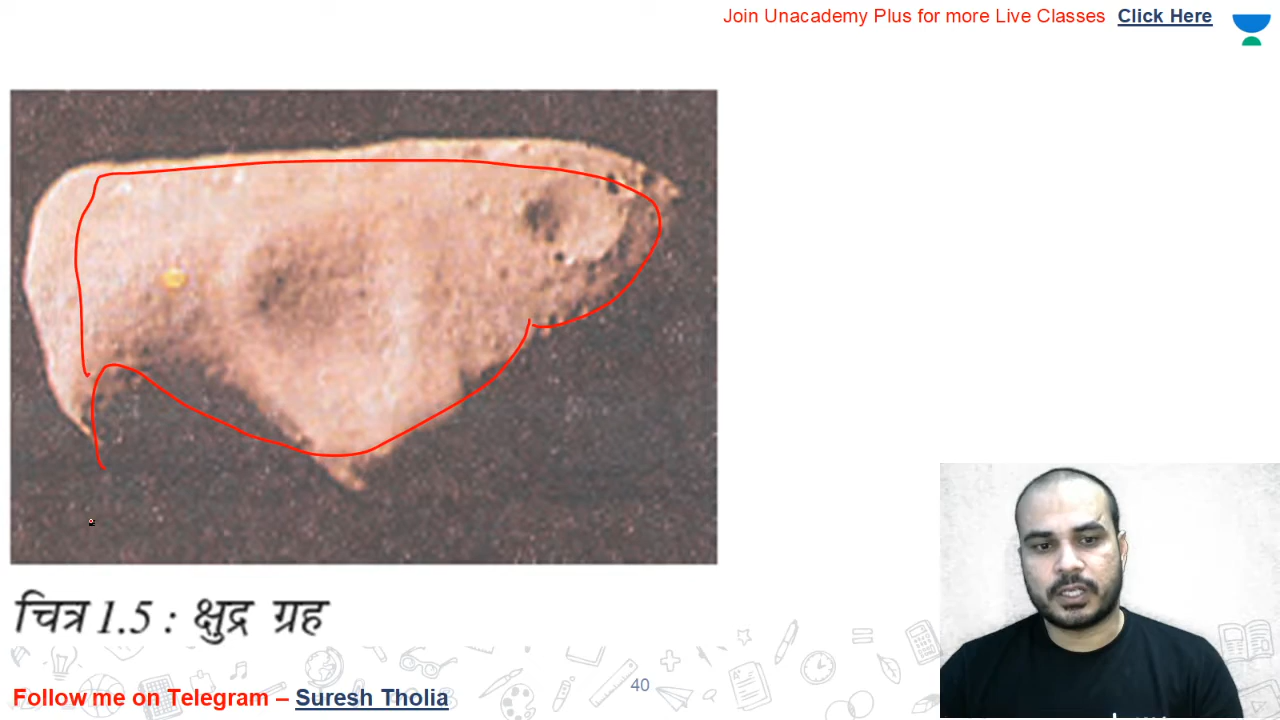 Join Unacademy Plus for more Live Classes Click Here
चित्र 1.5 : क्षुद्र ग्रह
Follow me on Telegram – Suresh Tholia
40